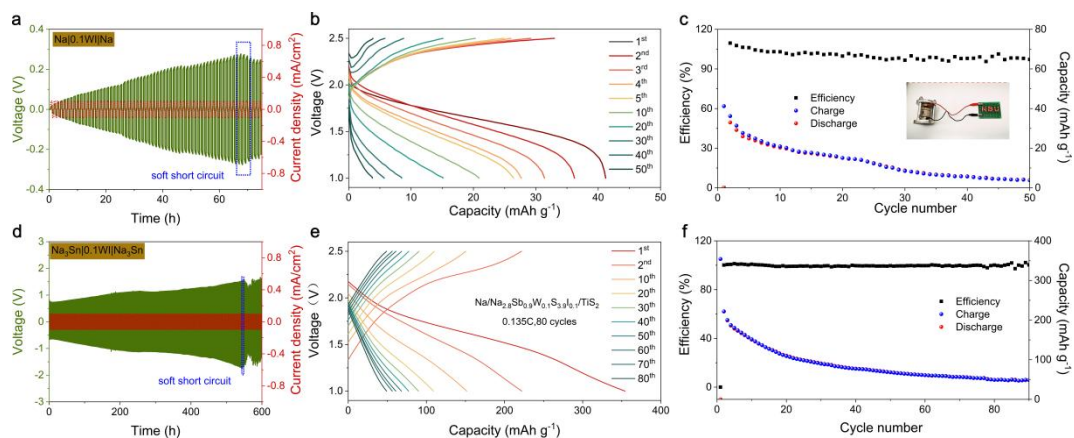 a
Na|0.1WI|Na
0.4
0.2
0.0
-0.2
-0.4
Voltage (V)
0.8
0.4
0.0
-0.4
-0.8
Current density (mA/cm²)
soft short circuit
0 20 40 60
Time (h)
b
2.5
2.0
1.5
1.0
Voltage (V)
0 10 20 30 40 50 60
Capacity (mAh g⁻¹)
1ˢᵗ
2ⁿᵈ
3ʳᵈ
4ᵗʰ
5ᵗʰ
10ᵗʰ
20ᵗʰ
30ᵗʰ
40ᵗʰ
50ᵗʰ
c
120
90
60
30
0
Efficiency (%)
80
60
40
20
0
Capacity (mAh g⁻¹)
Efficiency
Charge
Discharge
0 10 20 30 40 50
Cycle number
d
Na₃Sn|0.1WI|Na₃Sn
3
2
1
0
-1
-2
-3
Voltage (V)
0.8
0.4
0.0
-0.4
-0.8
Current density (mA/cm²)
soft short circuit
0 200 400 600
Time (h)
e
2.5
2.0
1.5
1.0
Voltage (V)
Na/Na₂.₈Sb₀.₉W₀.₁S₃.₉I₀.₁/TiS₂
0.135C,80 cycles
0 100 200 300 400
Capacity (mAh g⁻¹)
1ˢᵗ
2ⁿᵈ
10ᵗʰ
20ᵗʰ
30ᵗʰ
40ᵗʰ
50ᵗʰ
60ᵗʰ
70ᵗʰ
80ᵗʰ
f
120
80
40
0
Efficiency (%)
400
300
200
100
0
Capacity (mAh g⁻¹)
Efficiency
Charge
Discharge
0 20 40 60 80
Cycle number